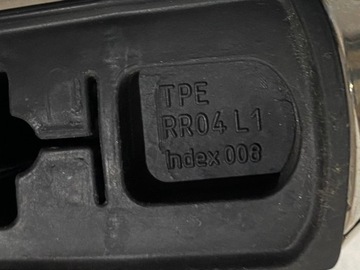 TPE
RR04 L1
Index 008